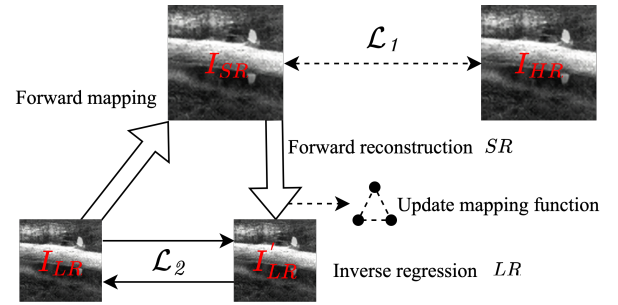 𝓛₁
I_SR
I_HR
Forward mapping
Forward reconstruction SR
Update mapping function
I_LR
𝓛₂
I'_LR
Inverse regression LR